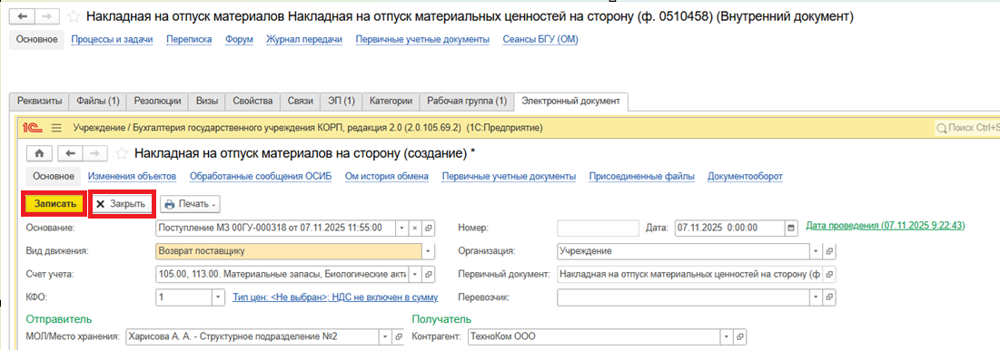 Накладная на отпуск материалов Накладная на отпуск материальных ценностей на сторону (ф. 0510458) (Внутренний документ)
Основное Процессы и задачи Переписка Форум Журнал передачи Первичные учетные документы Сеансы БГУ (ОМ)
Реквизиты Файлы (1) Резолюции Визы Свойства Связи ЭП (1) Категории Рабочая группа (1) Электронный документ
1С Учреждение / Бухгалтерия государственного учреждения КОРП, редакция 2.0 (2.0.105.69.2) (1С:Предприятие) Поиск Ctrl+S
Накладная на отпуск материалов на сторону (создание) *
Основное Изменения объектов Обработанные сообщения ОСИБ Ом история обмена Первичные учетные документы Присоединенные файлы Документооборот
Записать Закрыть Печать
Основание: Поступление МЗ 00ГУ-000318 от 07.11.2025 11:55:00 Номер: Дата: 07.11.2025 0:00:00 Дата проведения (07.11.2025 9:22:43)
Вид движения: Возврат поставщику Организация: Учреждение
Счет учета: 105.00, 113.00. Материальные запасы, Биологические акти Первичный документ: Накладная на отпуск материальных ценностей на сторону (ф
КФО: 1 Тип цен: <Не выбран>; НДС не включен в сумму Перевозчик:
Отправитель Получатель
МОЛ/Место хранения: Харисова А. А. - Структурное подразделение №2 Контрагент: ТехноКом ООО